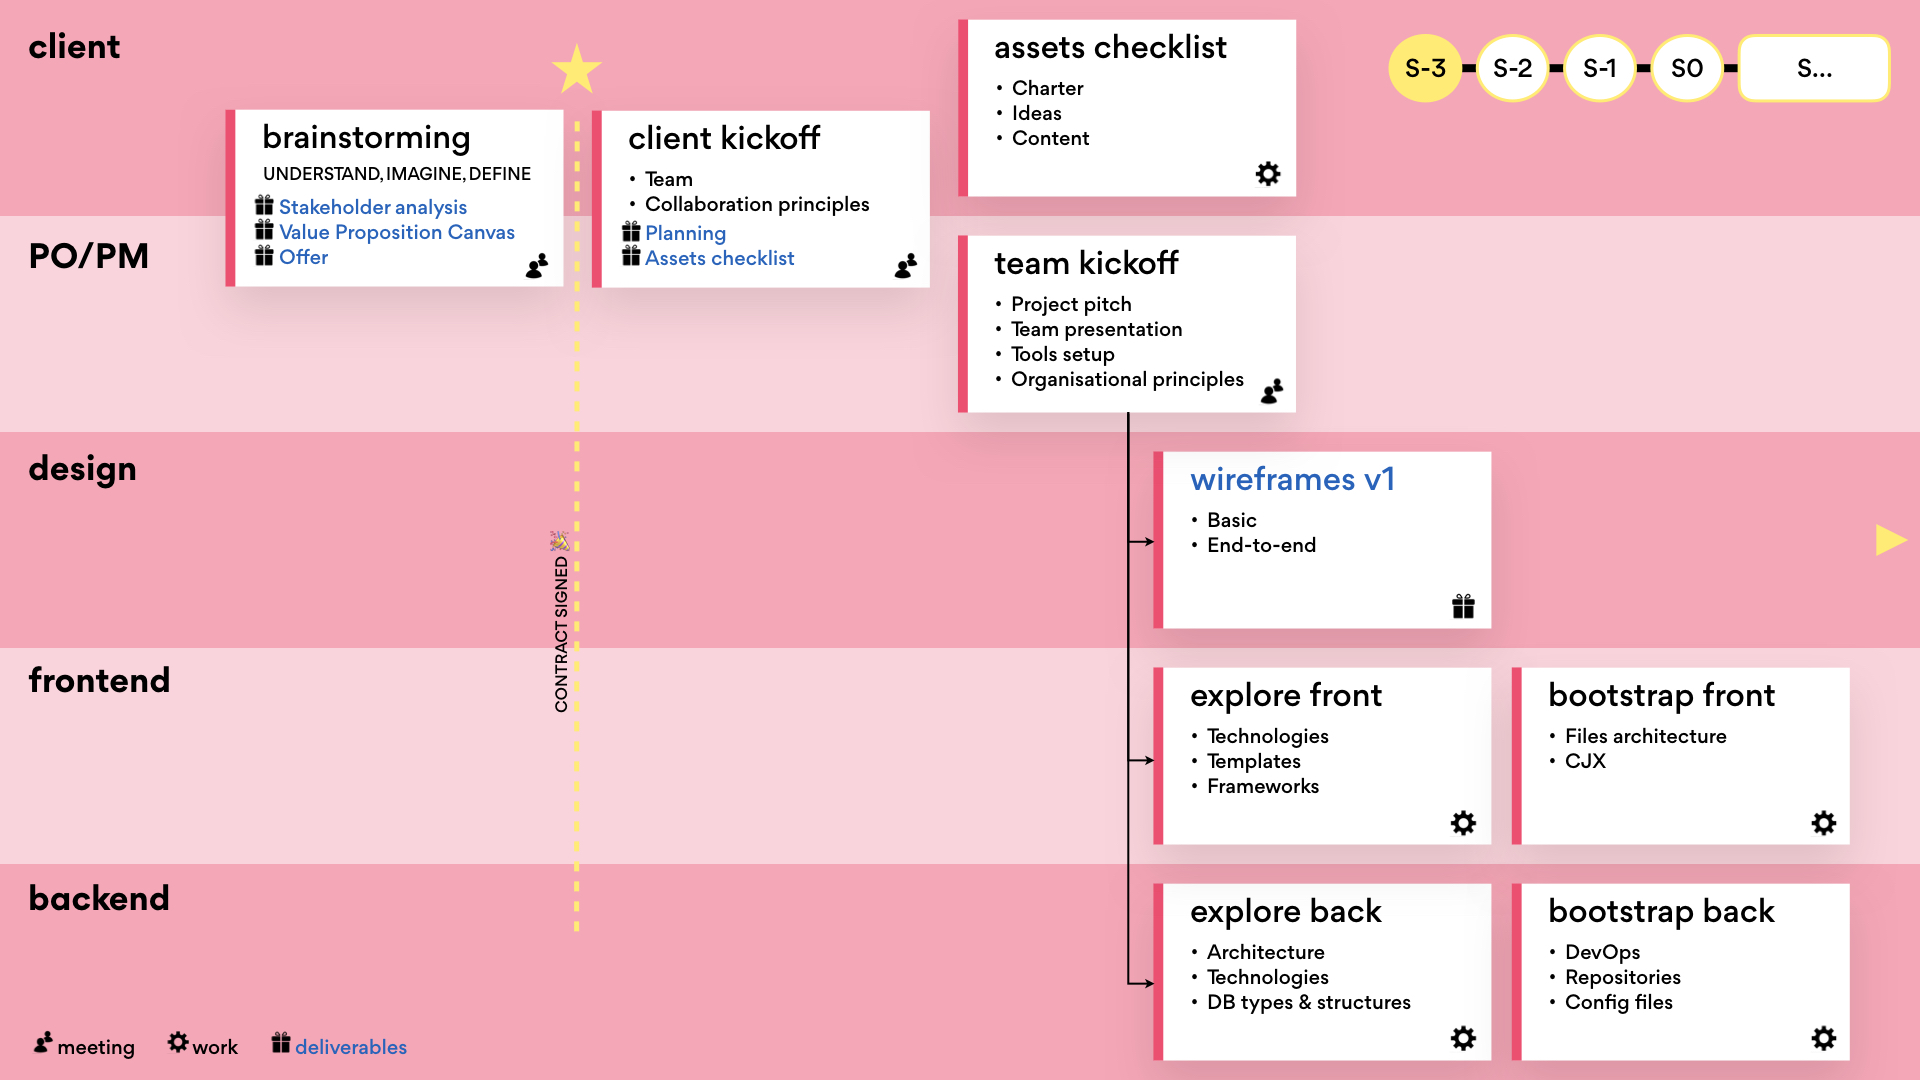 client
PO/PM
design
frontend
backend
brainstorming
UNDERSTAND, IMAGINE, DEFINE
Stakeholder analysis
Value Proposition Canvas
Offer
CONTRACT SIGNED
client kickoff
• Team
• Collaboration principles
Planning
Assets checklist
assets checklist
• Charter
• Ideas
• Content
S-3
S-2
S-1
S0
S...
team kickoff
• Project pitch
• Team presentation
• Tools setup
• Organisational principles
wireframes v1
• Basic
• End-to-end
explore front
• Technologies
• Templates
• Frameworks
bootstrap front
• Files architecture
• CJX
explore back
• Architecture
• Technologies
• DB types & structures
bootstrap back
• DevOps
• Repositories
• Config files
meeting
work
deliverables